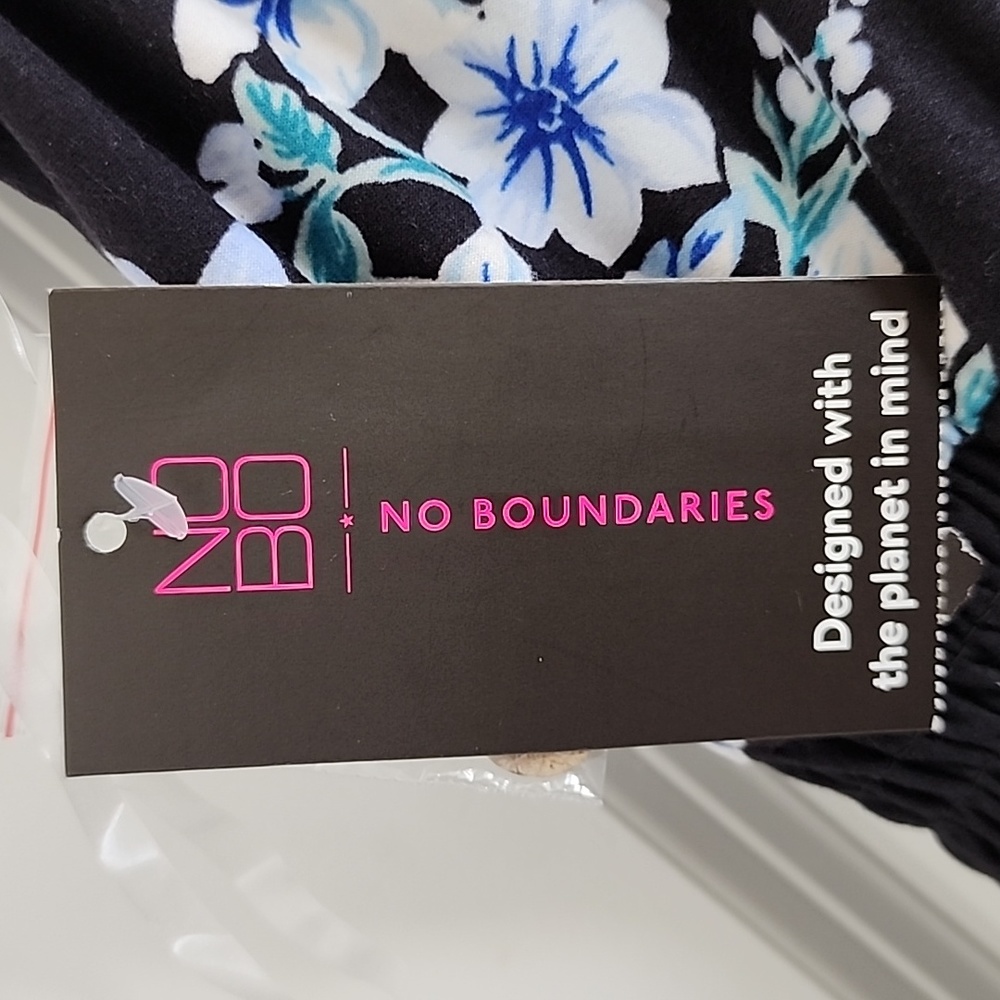 NO
BO
NO BOUNDARIES
Designed with
the planet in mind